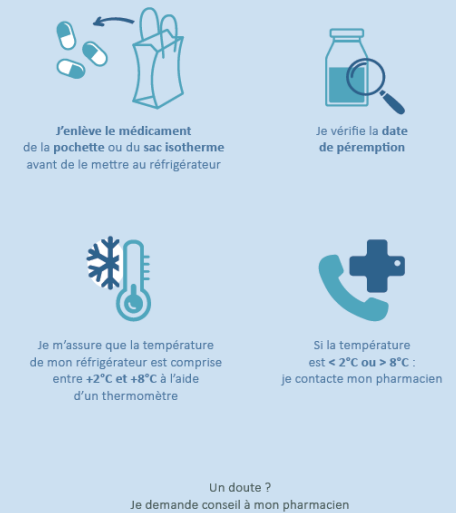 J'enlève le médicament
de la pochette ou du sac isotherme
avant de le mettre au réfrigérateur
Je vérifie la date
de péremption
Je m'assure que la température
de mon réfrigérateur est comprise
entre +2°C et +8°C à l'aide
d'un thermomètre
Si la température
est < 2°C ou > 8°C :
je contacte mon pharmacien
Un doute ?
Je demande conseil à mon pharmacien